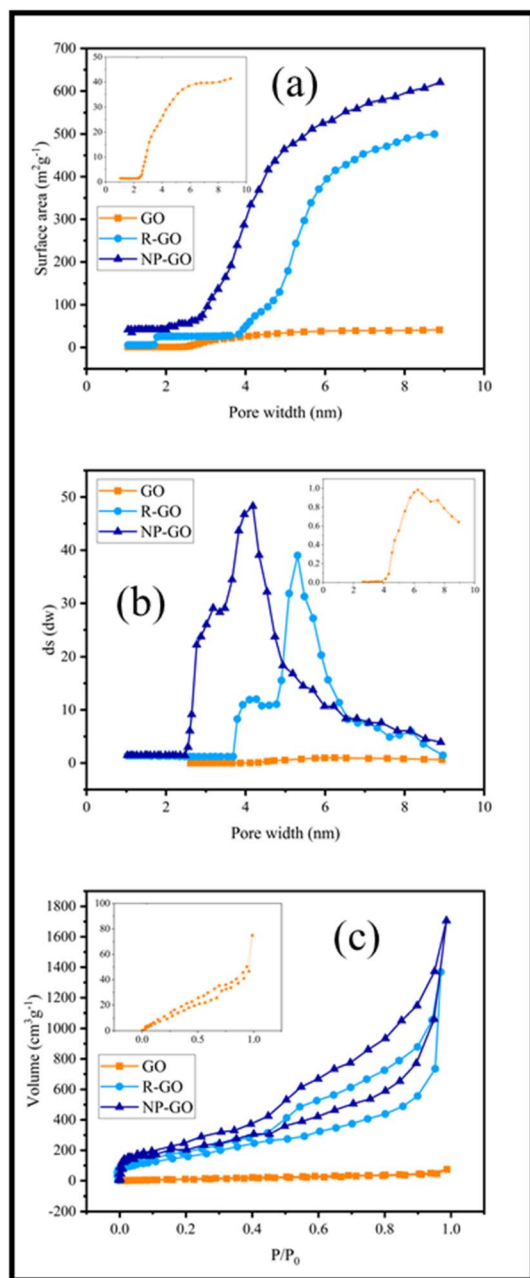 (a)
GO
R-GO
NP-GO
700
600
500
400
300
200
100
0
Surface area (m²g⁻¹)
0 2 4 6 8 10
Pore witdth (nm)
50
40
30
20
10
0
0 2 4 6 8 10
(b)
GO
R-GO
NP-GO
50
40
30
20
10
0
ds (dw)
0 2 4 6 8 10
Pore width (nm)
1.0
0.8
0.6
0.4
0.2
0.0
0 2 4 6 8 10
(c)
GO
R-GO
NP-GO
1800
1600
1400
1200
1000
800
600
400
200
0
-200
Volume (cm³g⁻¹)
0.0 0.2 0.4 0.6 0.8 1.0
P/P₀
100
80
60
40
20
0
0.0 0.5 1.0